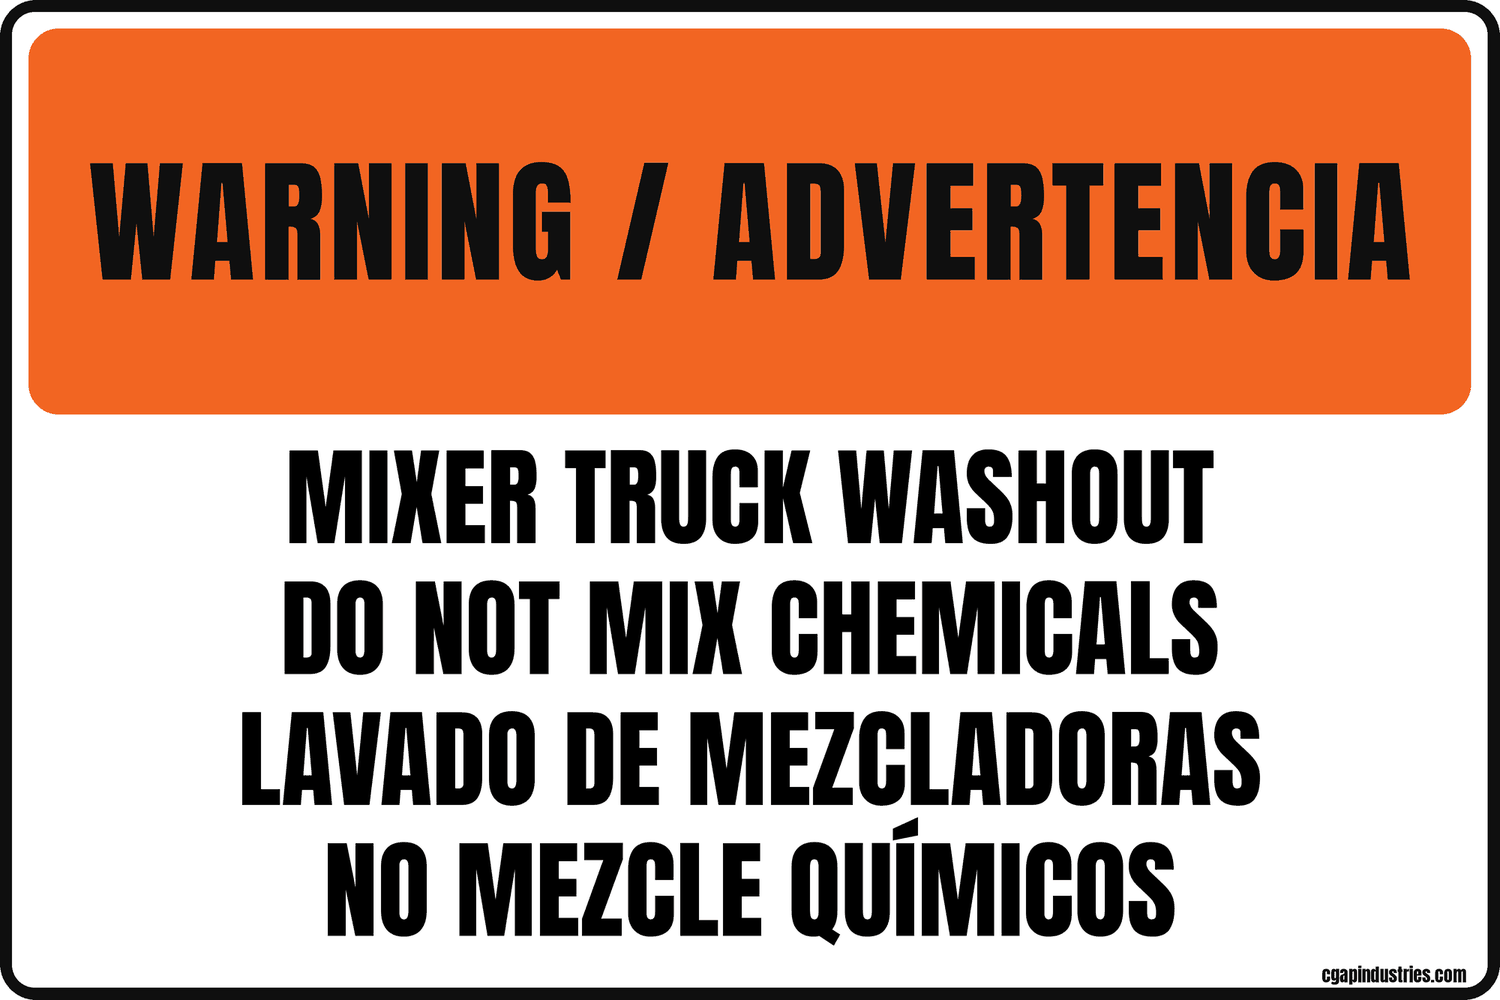 WARNING / ADVERTENCIA
MIXER TRUCK WASHOUT
DO NOT MIX CHEMICALS
LAVADO DE MEZCLADORAS
NO MEZCLE QUÍMICOS
cgapindustries.com